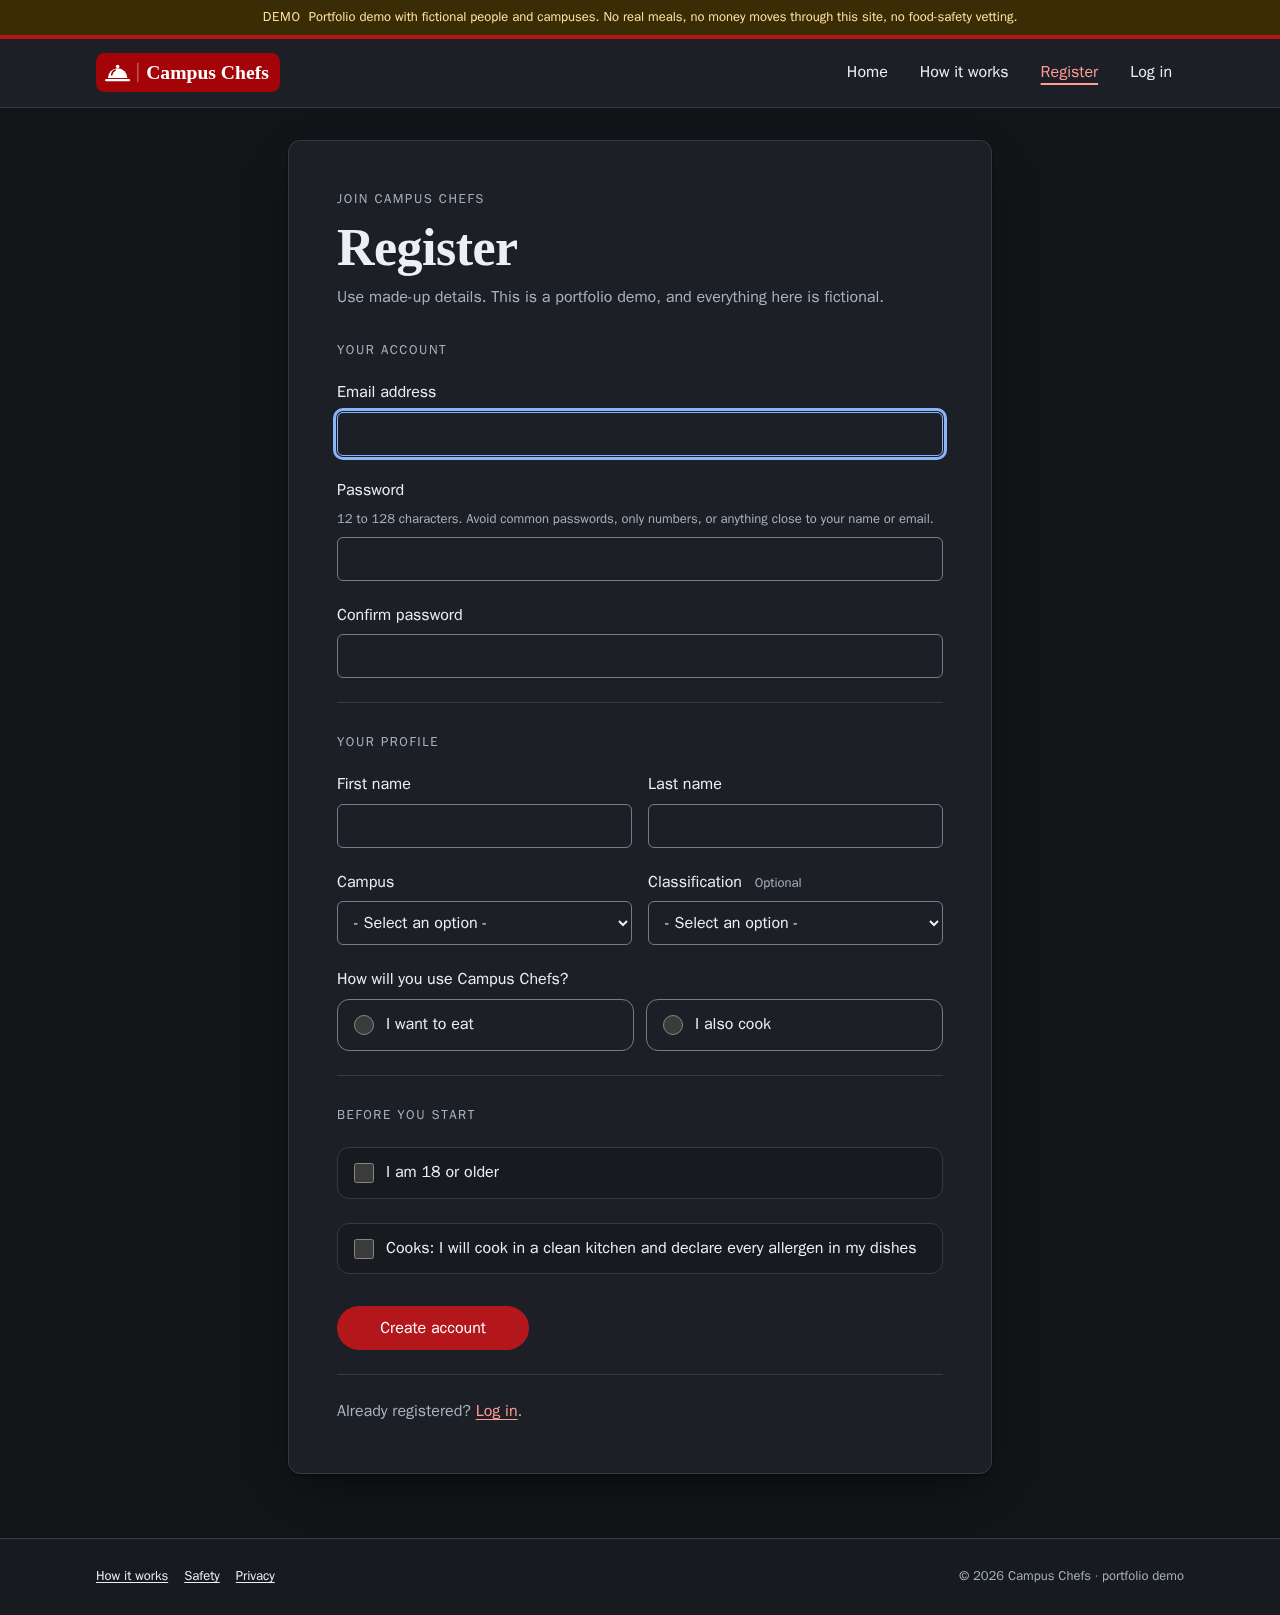 DEMO Portfolio demo with fictional people and campuses. No real meals, no money moves through this site, no food-safety vetting.
Campus Chefs
Home How it works Register Log in
JOIN CAMPUS CHEFS
Register
Use made-up details. This is a portfolio demo, and everything here is fictional.
YOUR ACCOUNT
Email address
Password
12 to 128 characters. Avoid common passwords, only numbers, or anything close to your name or email.
Confirm password
YOUR PROFILE
First name Last name
Campus Classification Optional
- Select an option - - Select an option -
How will you use Campus Chefs?
I want to eat I also cook
BEFORE YOU START
I am 18 or older
Cooks: I will cook in a clean kitchen and declare every allergen in my dishes
Create account
Already registered? Log in.
How it works Safety Privacy © 2026 Campus Chefs · portfolio demo